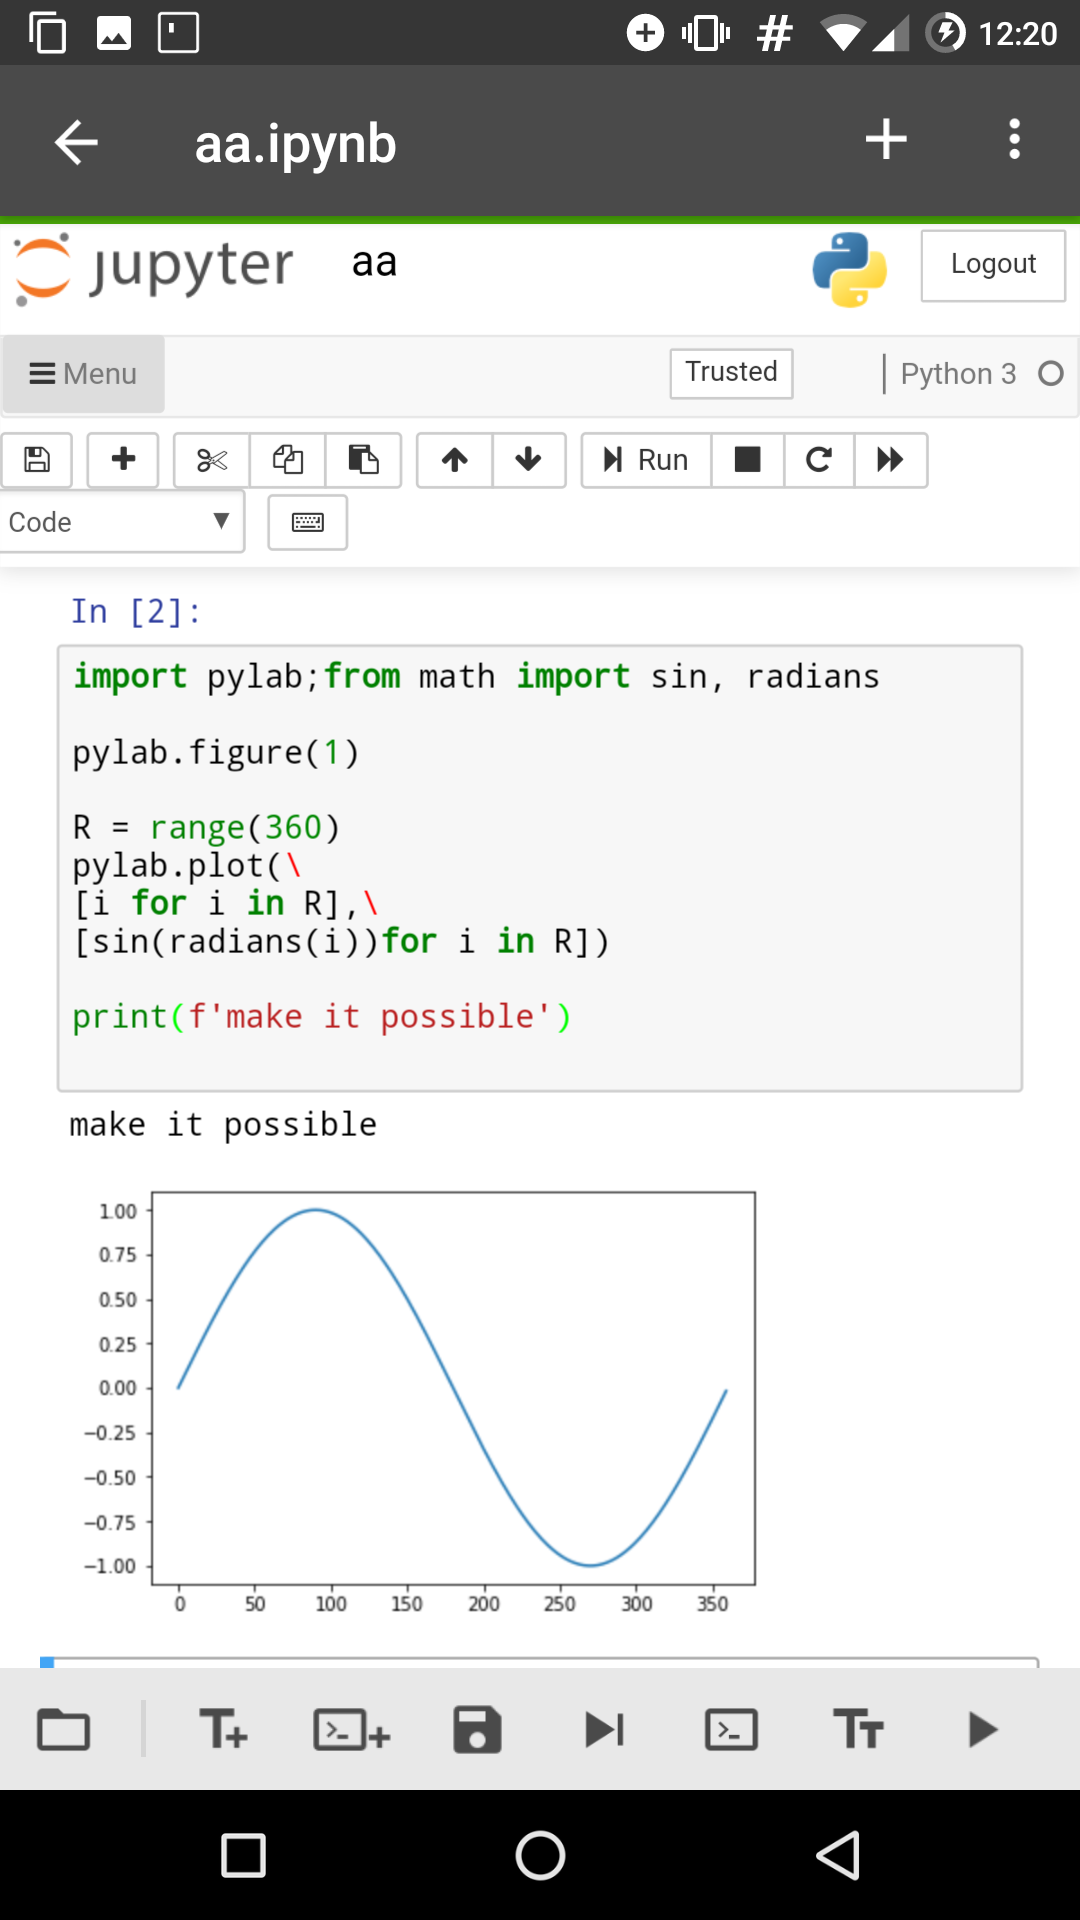 12:20
aa.ipynb
jupyter aa Logout
Menu Trusted Python 3
Run
Code
In [2]:
import pylab;from math import sin, radians
pylab.figure(1)
R = range(360)
pylab.plot(\
[i for i in R],\
[sin(radians(i))for i in R])
print(f'make it possible')
make it possible
1.00
0.75
0.50
0.25
0.00
−0.25
−0.50
−0.75
−1.00
0 50 100 150 200 250 300 350